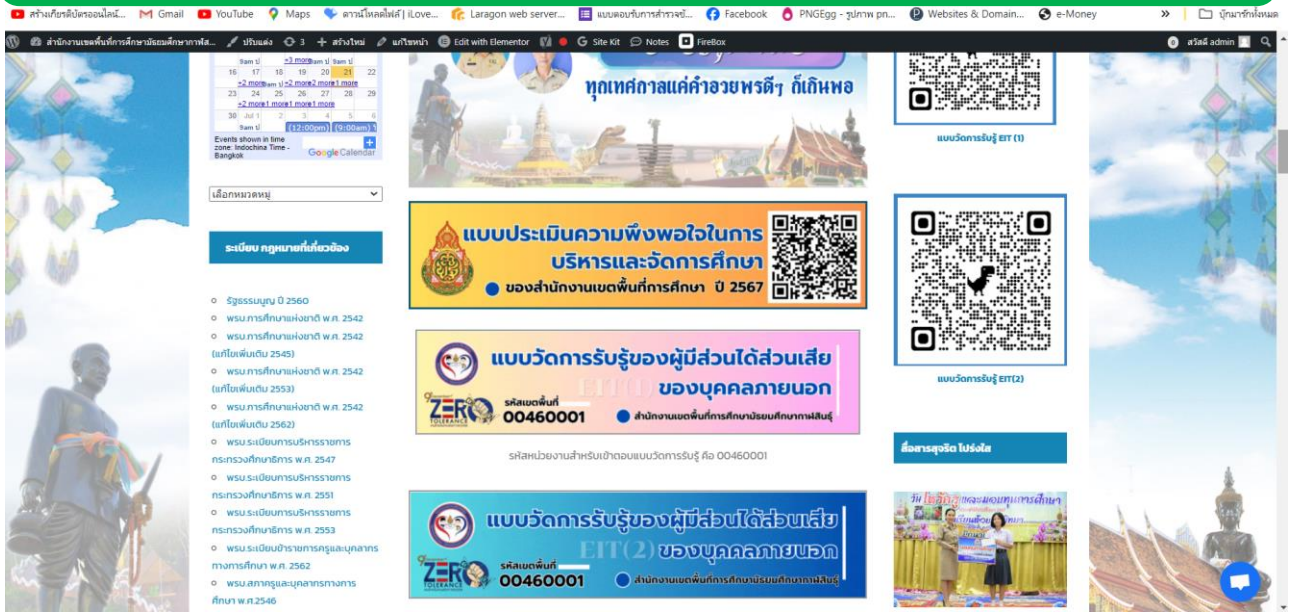 สร้างเกียรติบัตรออนไลน์...
Gmail
YouTube
Maps
ดาวน์โหลดไฟล์ | iLove...
Laragon web server...
แบบตอบรับการสำรวจข้...
Facebook
PNGEgg - รูปภาพ pn...
Websites & Domain...
e-Money
»
บุ๊กมาร์กทั้งหมด
สำนักงานเขตพื้นที่การศึกษามัธยมศึกษากาฬส...
ปรับแต่ง
3
สร้างใหม่
แก้ไขหน้า
Edit with Elementor
Site Kit
Notes
FireBox
สวัสดี admin
9am ป +3 more 9am ป 9am ป
16 17 18 19 20 21 22
+2 more 9am ป +2 more 2 more 1 more
23 24 25 26 27 28 29
+2 more 1 more 1 more 1 more
30 Jul 1 2 3 4 5 6
9am ป (12:00pm) (9:00am)
Events shown in time
zone: Indochina Time -
Bangkok
Google Calendar
เลือกหมวดหมู่
ระเบียบ กฎหมายที่เกี่ยวข้อง
รัฐธรรมนูญ ปี 2560
พรบ.การศึกษาแห่งชาติ พ.ศ. 2542
พรบ.การศึกษาแห่งชาติ พ.ศ. 2542
(แก้ไขเพิ่มเติม 2545)
พรบ.การศึกษาแห่งชาติ พ.ศ. 2542
(แก้ไขเพิ่มเติม 2553)
พรบ.การศึกษาแห่งชาติ พ.ศ. 2542
(แก้ไขเพิ่มเติม 2562)
พรบ.ระเบียบการบริหารราชการ
กระทรวงศึกษาธิการ พ.ศ. 2547
พรบ.ระเบียบการบริหารราชการ
กระทรวงศึกษาธิการ พ.ศ. 2551
พรบ.ระเบียบการบริหารราชการ
กระทรวงศึกษาธิการ พ.ศ. 2553
พรบ.ระเบียบข้าราชการครูและบุคลากร
ทางการศึกษา พ.ศ. 2562
พรบ.สภาครูและบุคลากรทางการ
ศึกษา พ.ศ.2546
ทุกเทศกาลแค่คำอวยพรดีๆ ก็เกินพอ
แบบประเมินความพึงพอใจในการ
บริหารและจัดการศึกษา
ของสำนักงานเขตพื้นที่การศึกษา ปี 2567
แบบวัดการรับรู้ของผู้มีส่วนได้ส่วนเสีย
EIT(1) ของบุคคลภายนอก
ZERO
TOLERANCE
รหัสเขตพื้นที่
00460001
สำนักงานเขตพื้นที่การศึกษามัธยมศึกษากาฬสินธุ์
รหัสหน่วยงานสำหรับเข้าตอบแบบวัดการรับรู้ คือ 00460001
แบบวัดการรับรู้ของผู้มีส่วนได้ส่วนเสีย
EIT(2) ของบุคคลภายนอก
ZERO
TOLERANCE
รหัสเขตพื้นที่
00460001
สำนักงานเขตพื้นที่การศึกษามัธยมศึกษากาฬสินธุ์
แบบวัดการรับรู้ EIT (1)
แบบวัดการรับรู้ EIT(2)
สื่อสารสุจริต โปร่งใส